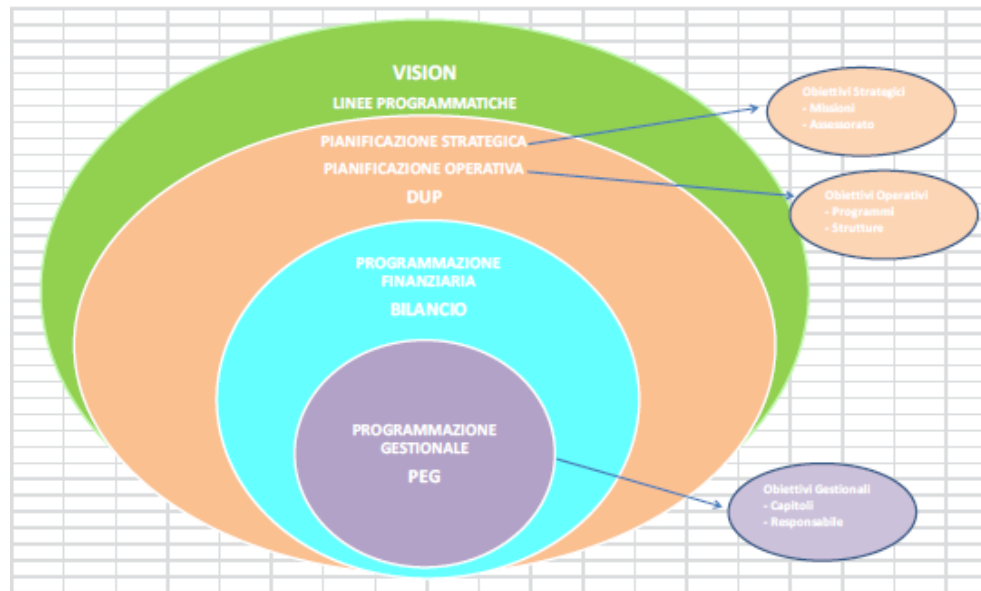 VISION
LINEE PROGRAMMATICHE
PIANIFICAZIONE STRATEGICA
PIANIFICAZIONE OPERATIVA
DUP
PROGRAMMAZIONE
FINANZIARIA
BILANCIO
PROGRAMMAZIONE
GESTIONALE
PEG
Obiettivi Strategici
- Missioni
- Assessorato
Obiettivi Operativi
- Programmi
- Strutture
Obiettivi Gestionali
- Capitoli
- Responsabile